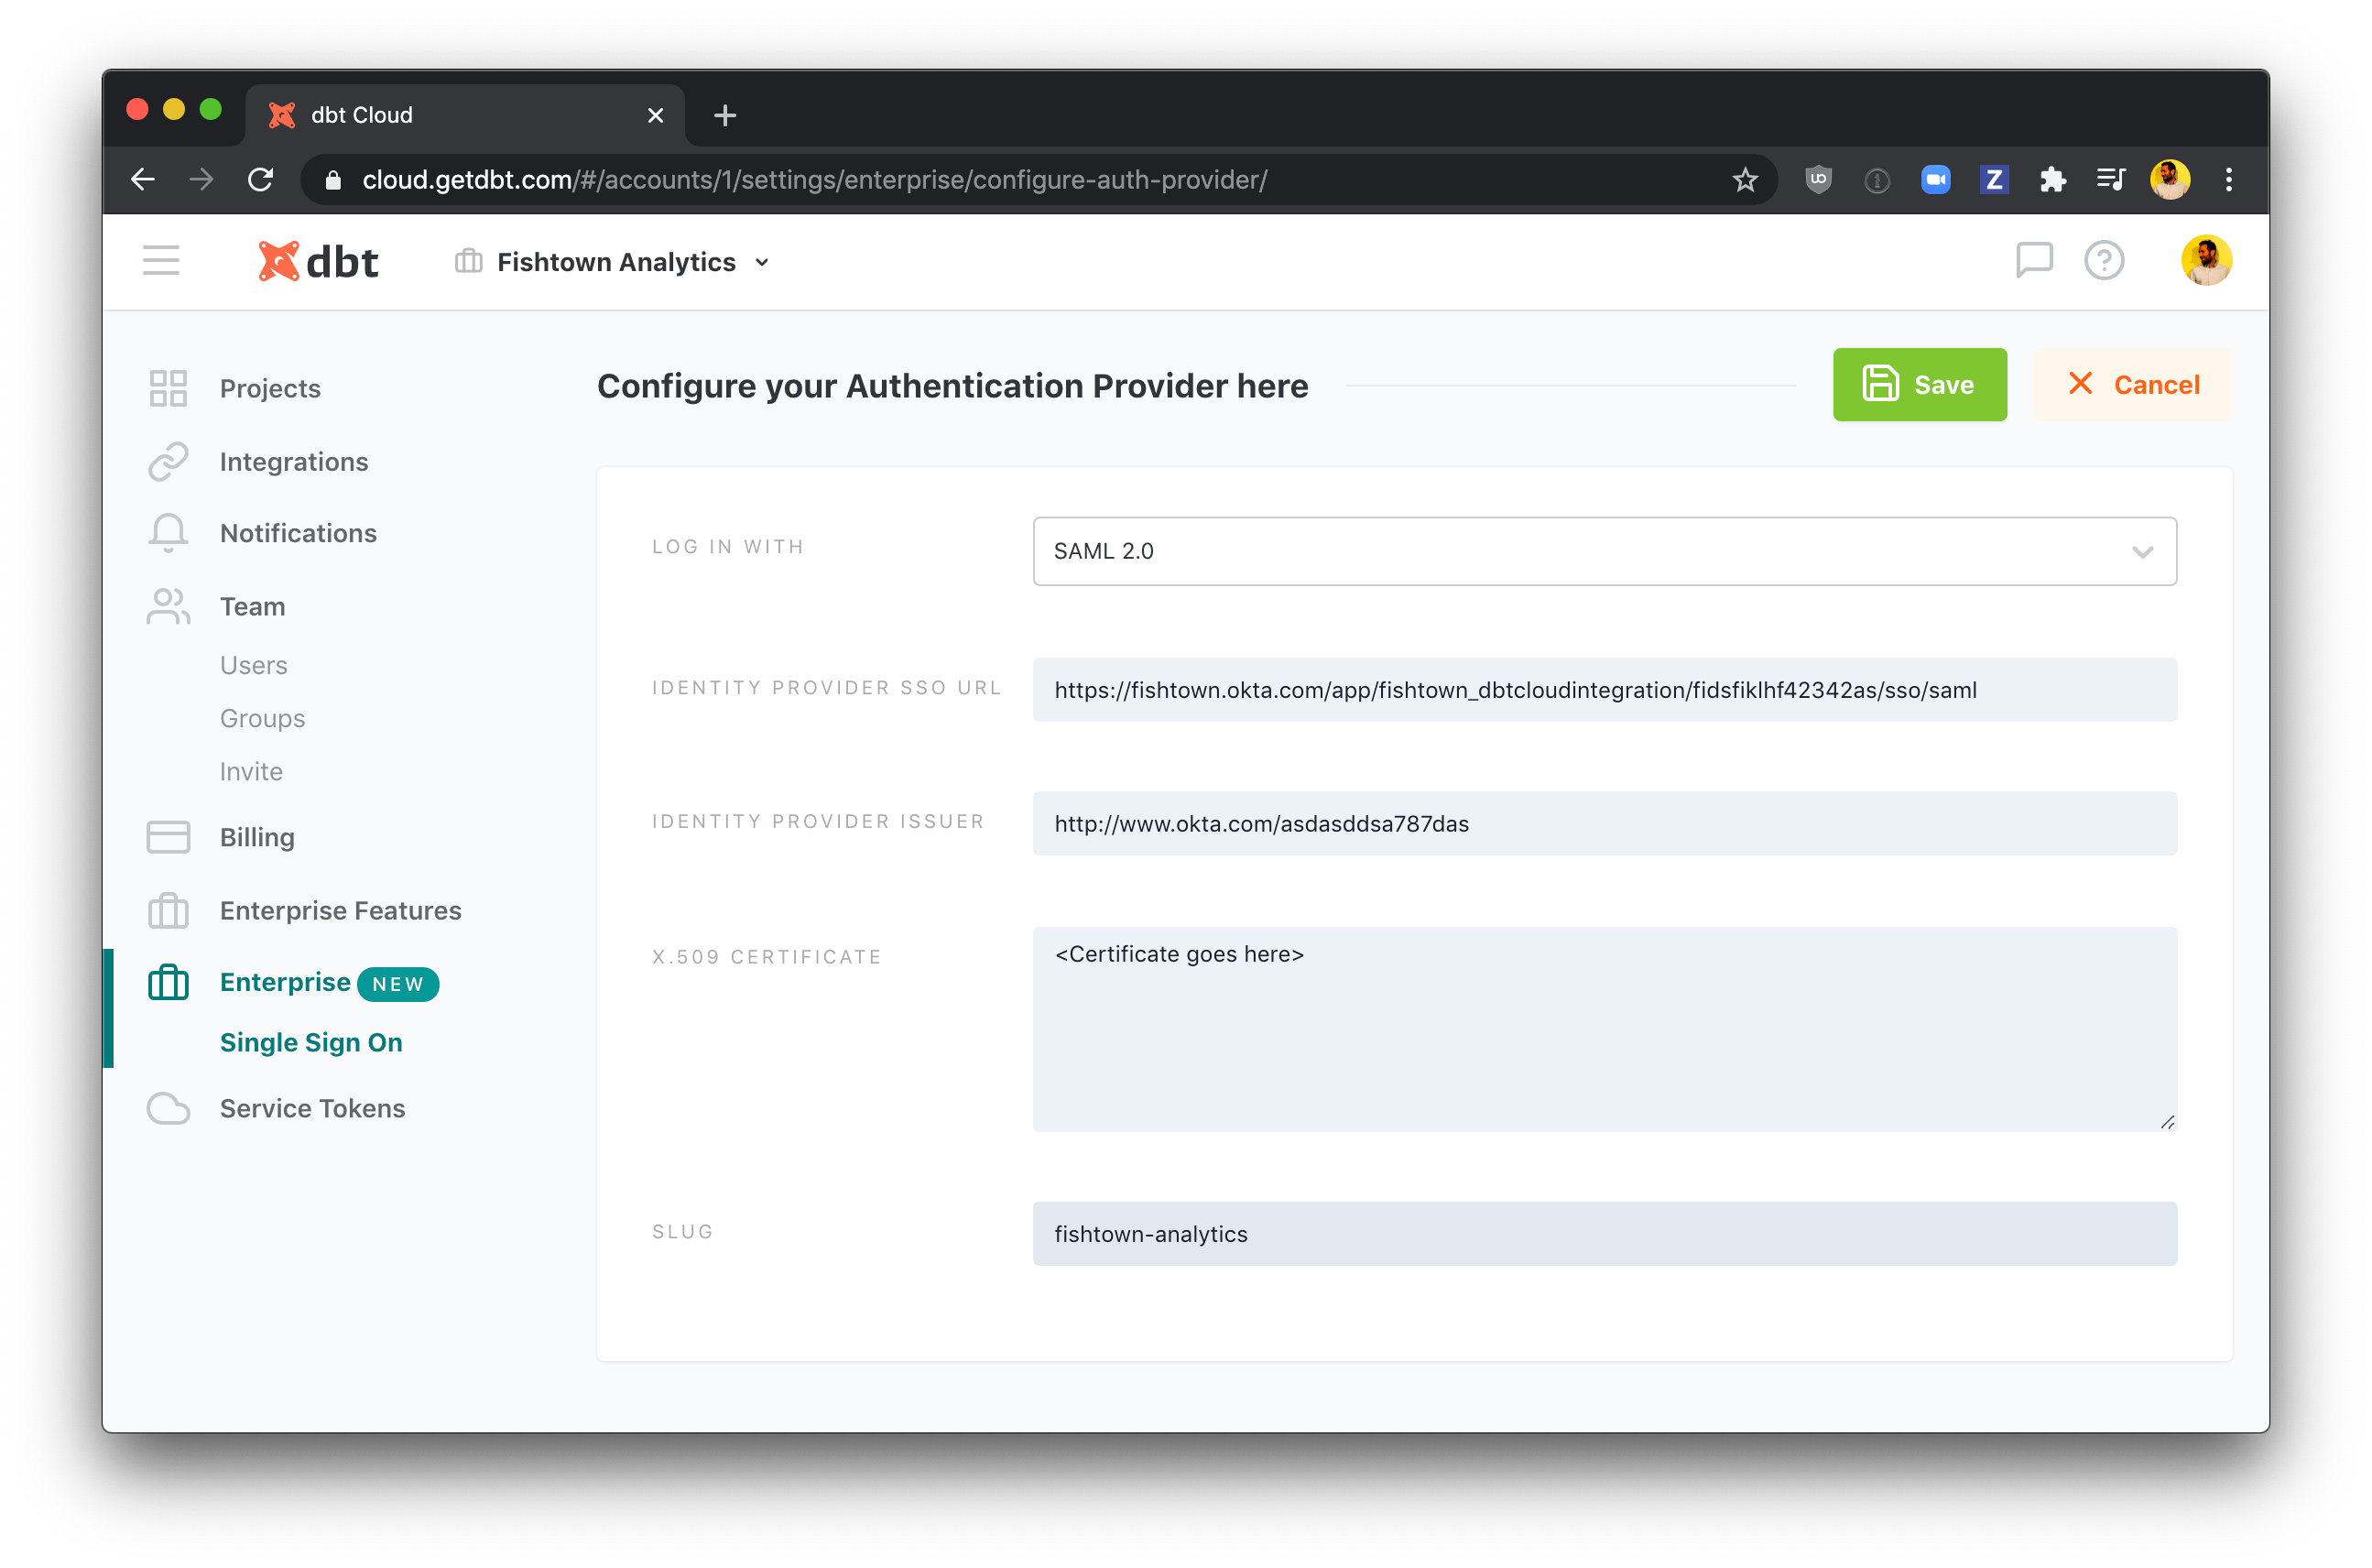 dbt Cloud
cloud.getdbt.com/#/accounts/1/settings/enterprise/configure-auth-provider/
dbt
Fishtown Analytics
Projects
Integrations
Notifications
Team
Users
Groups
Invite
Billing
Enterprise Features
Enterprise NEW
Single Sign On
Service Tokens
Configure your Authentication Provider here
Save
Cancel
LOG IN WITH
SAML 2.0
IDENTITY PROVIDER SSO URL
https://fishtown.okta.com/app/fishtown_dbtcloudintegration/fidsfiklhf42342as/sso/saml
IDENTITY PROVIDER ISSUER
http://www.okta.com/asdasddsa787das
X.509 CERTIFICATE
<Certificate goes here>
SLUG
fishtown-analytics